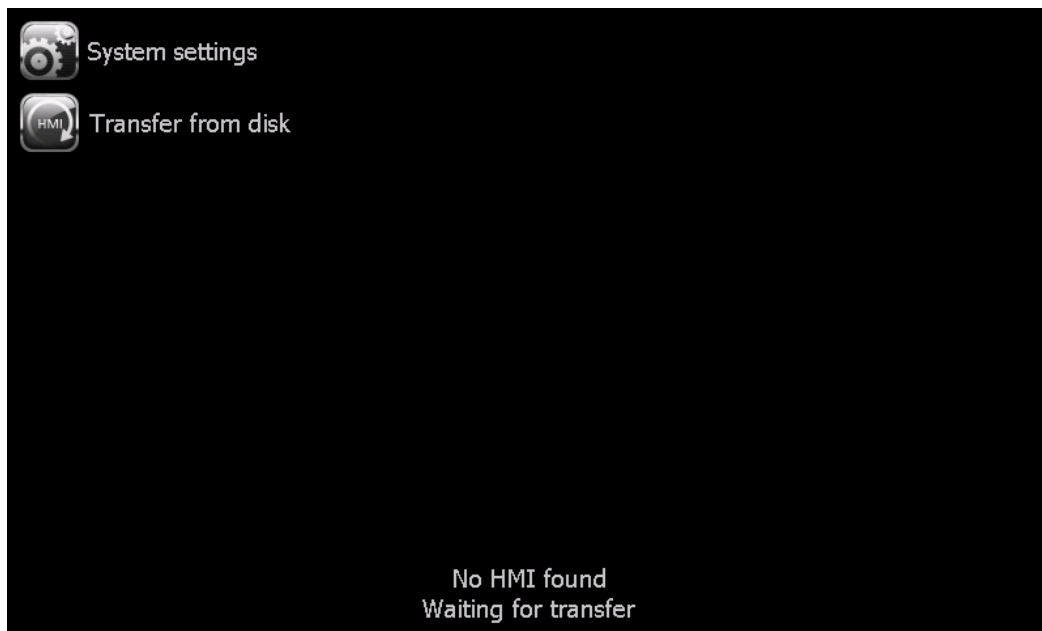 System settings
HMI
Transfer from disk
No HMI found
Waiting for transfer